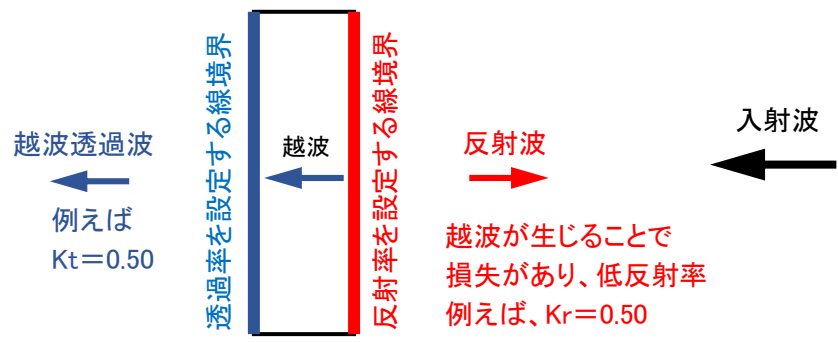 越波透過波
例えば
Kt＝0.50
透過率を設定する線境界
越波
反射率を設定する線境界
反射波
越波が生じることで
損失があり、低反射率
例えば、Kr＝0.50
入射波